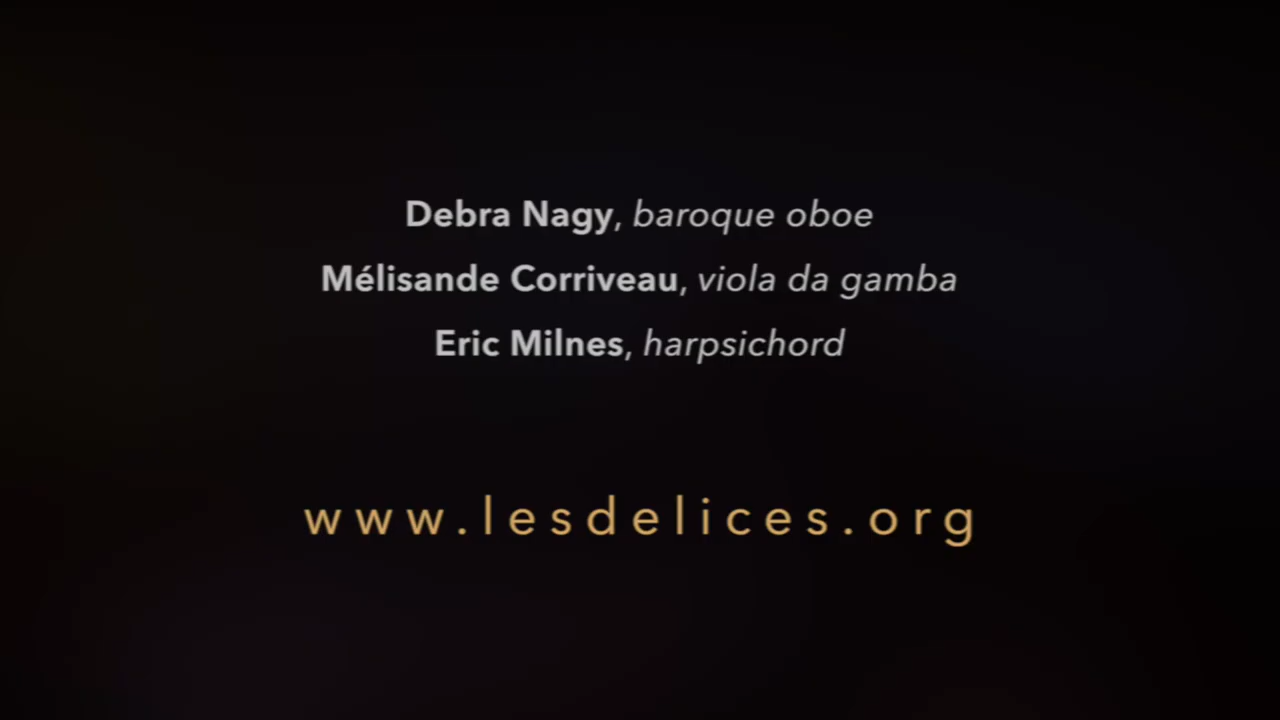 Debra Nagy, baroque oboe
Mélisande Corriveau, viola da gamba
Eric Milnes, harpsichord
www.lesdelices.org